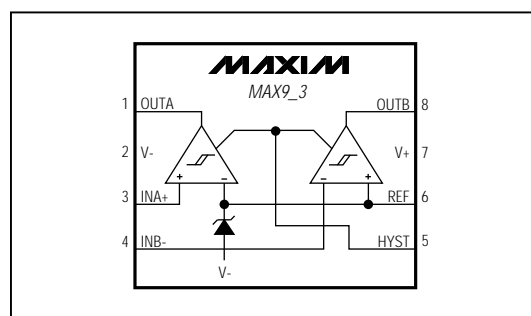 MAXIM
MAX9_3
1 OUTA
OUTB 8
2 V-
V+ 7
+ - - +
3 INA+
REF 6
4 INB-
HYST 5
V-